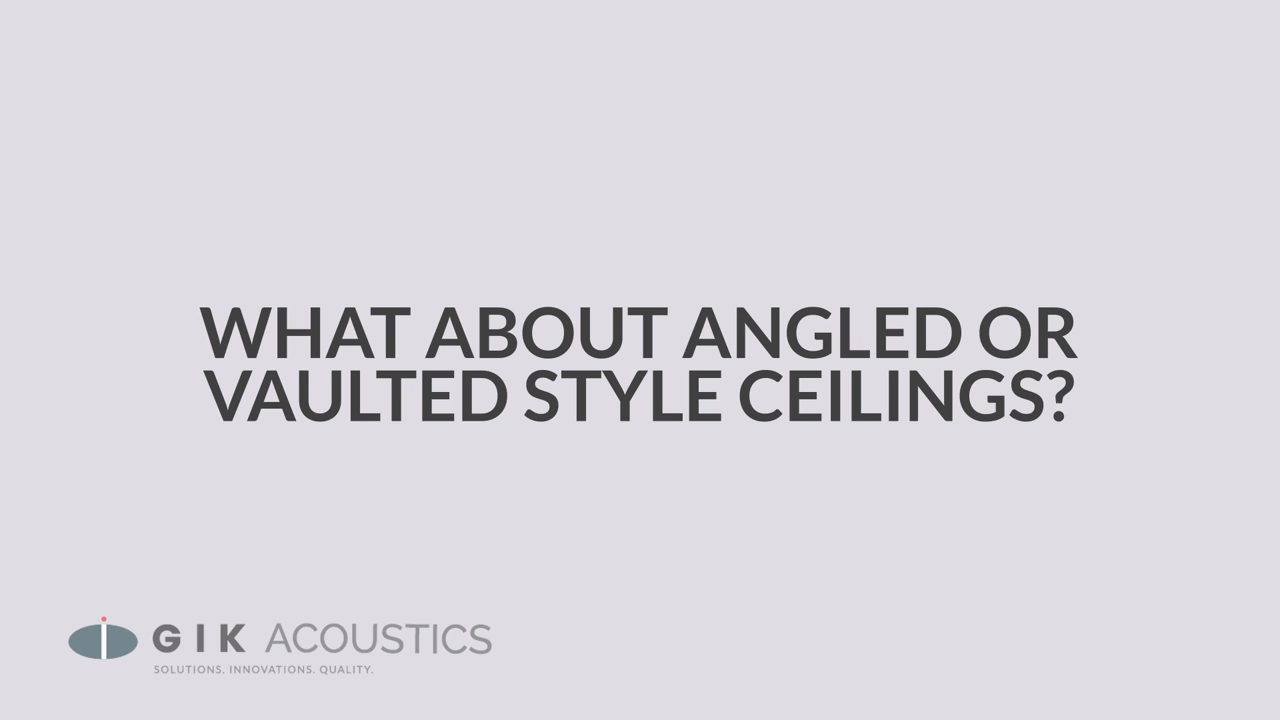 WHAT ABOUT ANGLED OR
VAULTED STYLE CEILINGS?
GIK ACOUSTICS
SOLUTIONS. INNOVATIONS. QUALITY.